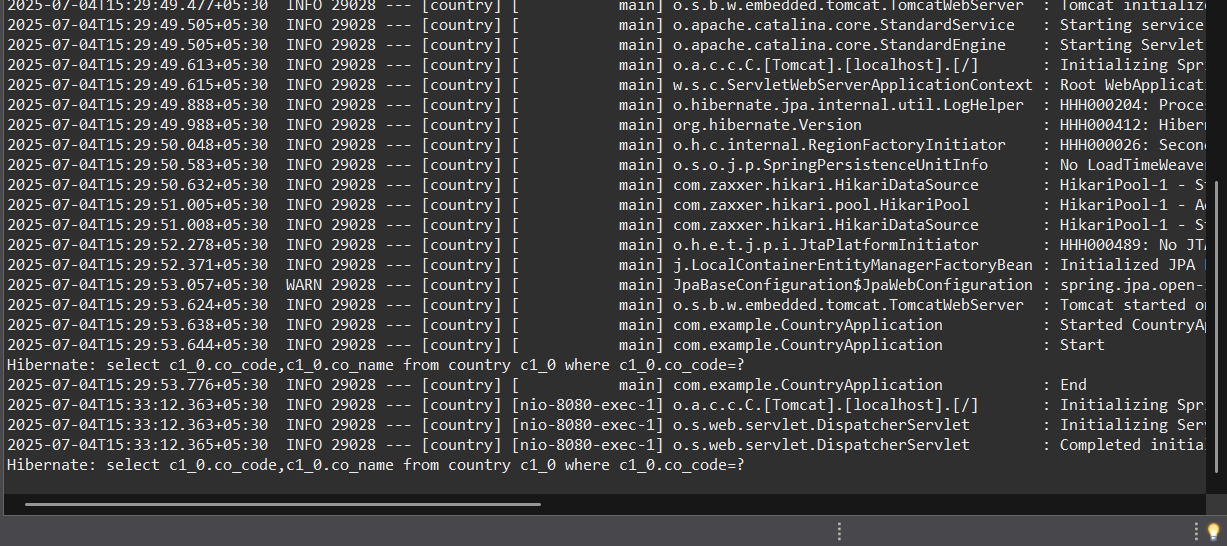 2025-07-04T15:29:49.477+05:30  INFO 29028 --- [country] [           main] o.s.b.w.embedded.tomcat.TomcatWebServer  : Tomcat initialize
2025-07-04T15:29:49.505+05:30  INFO 29028 --- [country] [           main] o.apache.catalina.core.StandardService   : Starting service
2025-07-04T15:29:49.505+05:30  INFO 29028 --- [country] [           main] o.apache.catalina.core.StandardEngine    : Starting Servlet
2025-07-04T15:29:49.613+05:30  INFO 29028 --- [country] [           main] o.a.c.c.C.[Tomcat].[localhost].[/]       : Initializing Spr
2025-07-04T15:29:49.615+05:30  INFO 29028 --- [country] [           main] w.s.c.ServletWebServerApplicationContext : Root WebApplicat
2025-07-04T15:29:49.888+05:30  INFO 29028 --- [country] [           main] o.hibernate.jpa.internal.util.LogHelper  : HHH000204: Proce
2025-07-04T15:29:49.988+05:30  INFO 29028 --- [country] [           main] org.hibernate.Version                    : HHH000412: Hiber
2025-07-04T15:29:50.048+05:30  INFO 29028 --- [country] [           main] o.h.c.internal.RegionFactoryInitiator    : HHH000026: Secon
2025-07-04T15:29:50.583+05:30  INFO 29028 --- [country] [           main] o.s.o.j.p.SpringPersistenceUnitInfo      : No LoadTimeWeaver
2025-07-04T15:29:50.632+05:30  INFO 29028 --- [country] [           main] com.zaxxer.hikari.HikariDataSource       : HikariPool-1 - St
2025-07-04T15:29:51.005+05:30  INFO 29028 --- [country] [           main] com.zaxxer.hikari.pool.HikariPool        : HikariPool-1 - Ad
2025-07-04T15:29:51.008+05:30  INFO 29028 --- [country] [           main] com.zaxxer.hikari.HikariDataSource       : HikariPool-1 - St
2025-07-04T15:29:52.278+05:30  INFO 29028 --- [country] [           main] o.h.e.t.j.p.i.JtaPlatformInitiator       : HHH000489: No JTA
2025-07-04T15:29:52.371+05:30  INFO 29028 --- [country] [           main] j.LocalContainerEntityManagerFactoryBean : Initialized JPA
2025-07-04T15:29:53.057+05:30  WARN 29028 --- [country] [           main] JpaBaseConfiguration$JpaWebConfiguration : spring.jpa.open-
2025-07-04T15:29:53.624+05:30  INFO 29028 --- [country] [           main] o.s.b.w.embedded.tomcat.TomcatWebServer  : Tomcat started o
2025-07-04T15:29:53.638+05:30  INFO 29028 --- [country] [           main] com.example.CountryApplication           : Started CountryAp
2025-07-04T15:29:53.644+05:30  INFO 29028 --- [country] [           main] com.example.CountryApplication           : Start
Hibernate: select c1_0.co_code,c1_0.co_name from country c1_0 where c1_0.co_code=?
2025-07-04T15:29:53.776+05:30  INFO 29028 --- [country] [           main] com.example.CountryApplication           : End
2025-07-04T15:33:12.363+05:30  INFO 29028 --- [country] [nio-8080-exec-1] o.a.c.c.C.[Tomcat].[localhost].[/]       : Initializing Spr
2025-07-04T15:33:12.363+05:30  INFO 29028 --- [country] [nio-8080-exec-1] o.s.web.servlet.DispatcherServlet        : Initializing Ser
2025-07-04T15:33:12.365+05:30  INFO 29028 --- [country] [nio-8080-exec-1] o.s.web.servlet.DispatcherServlet        : Completed initia
Hibernate: select c1_0.co_code,c1_0.co_name from country c1_0 where c1_0.co_code=?